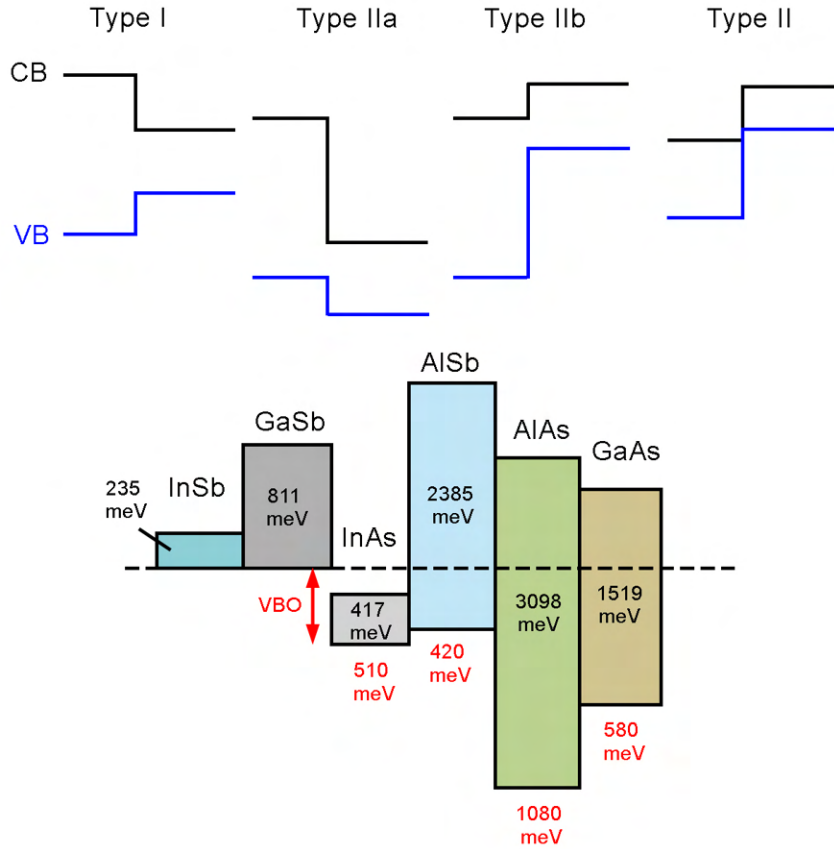 Type I
Type IIa
Type IIb
Type II
CB
VB
AlSb
GaSb
AlAs
GaAs
235
meV
InSb
811
meV
InAs
2385
meV
VBO
417
meV
3098
meV
1519
meV
510
meV
420
meV
580
meV
1080
meV